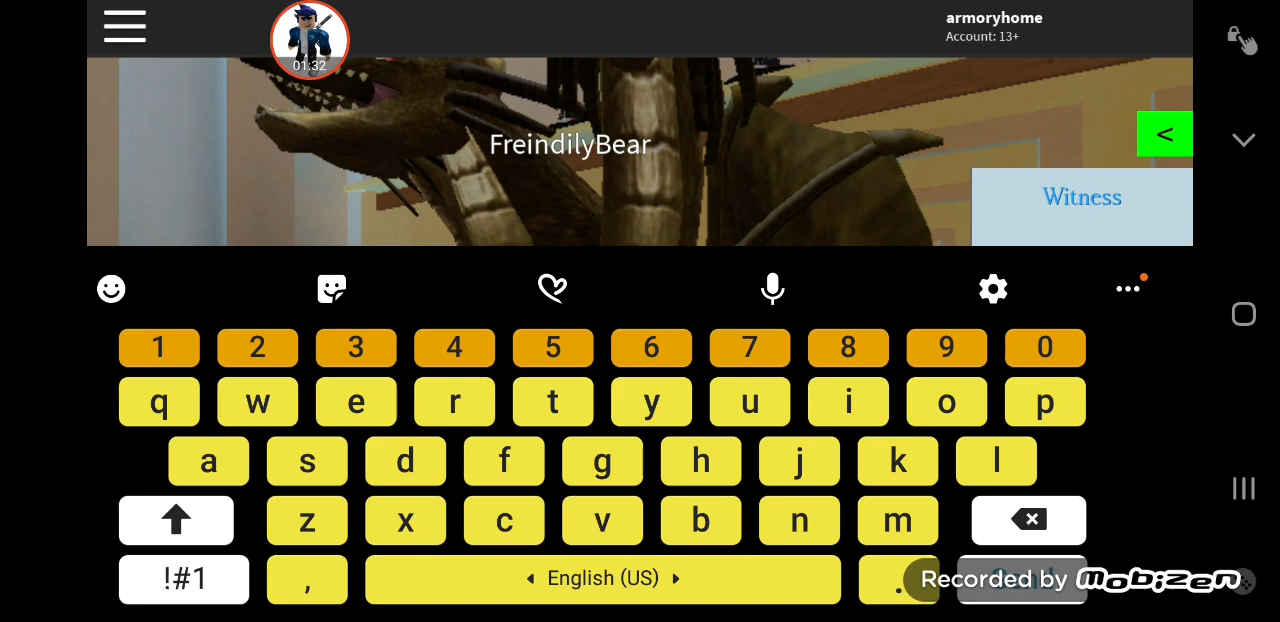 armoryhome
Account: 13+
01:32
FreindilyBear
<
Witness
1 2 3 4 5 6 7 8 9 0
q w e r t y u i o p
a s d f g h j k l
z x c v b n m
!#1 , English (US) .
Recorded by mobizen